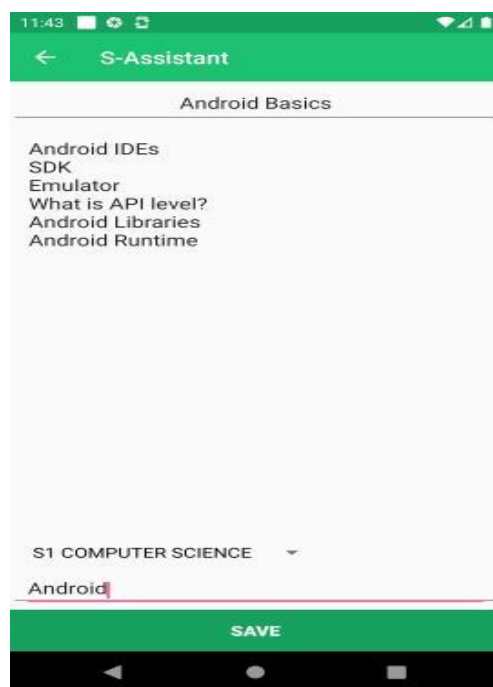 11:43
S-Assistant
Android Basics
Android IDEs
SDK
Emulator
What is API level?
Android Libraries
Android Runtime
S1 COMPUTER SCIENCE
Android
SAVE